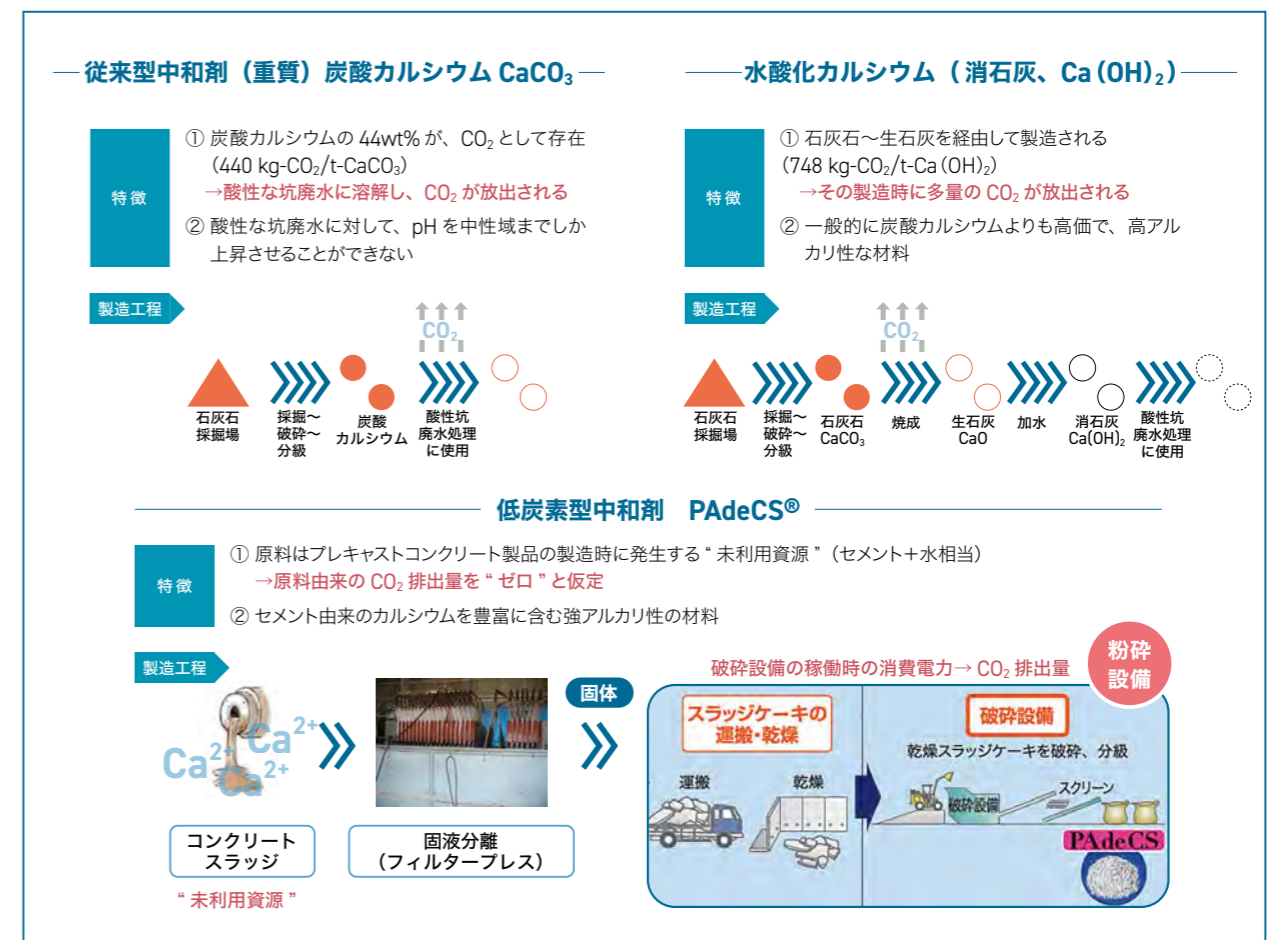 従来型中和剤（重質）炭酸カルシウム CaCO₃
特徴
① 炭酸カルシウムの 44wt% が、CO₂ として存在
（440 kg-CO₂/t-CaCO₃）
→酸性な坑廃水に溶解し、CO₂ が放出される
② 酸性な坑廃水に対して、pH を中性域までしか
上昇させることができない
製造工程
CO₂
石灰石
採掘場
採掘〜
破砕〜
分級
炭酸
カルシウム
酸性坑
廃水処理
に使用
水酸化カルシウム（ 消石灰、Ca (OH)₂ ）
特徴
① 石灰石〜生石灰を経由して製造される
（748 kg-CO₂/t-Ca (OH)₂）
→その製造時に多量の CO₂ が放出される
② 一般的に炭酸カルシウムよりも高価で、高アル
カリ性な材料
製造工程
CO₂
石灰石
採掘場
採掘〜
破砕〜
分級
石灰石
CaCO₃
焼成
生石灰
CaO
加水
消石灰
Ca(OH)₂
酸性坑
廃水処理
に使用
低炭素型中和剤　PAdeCS®
特徴
① 原料はプレキャストコンクリート製品の製造時に発生する “ 未利用資源 ”（セメント＋水相当）
→原料由来の CO₂ 排出量を “ ゼロ ” と仮定
② セメント由来のカルシウムを豊富に含む強アルカリ性の材料
製造工程
Ca²⁺
Ca²⁺
Ca²⁺
コンクリート
スラッジ
“ 未利用資源 ”
固液分離
（フィルタープレス）
固体
破砕設備の稼働時の消費電力→ CO₂ 排出量
粉砕
設備
スラッジケーキの
運搬・乾燥
運搬
乾燥
破砕設備
乾燥スラッジケーキを破砕、分級
破砕設備
スクリーン
PAdeCS